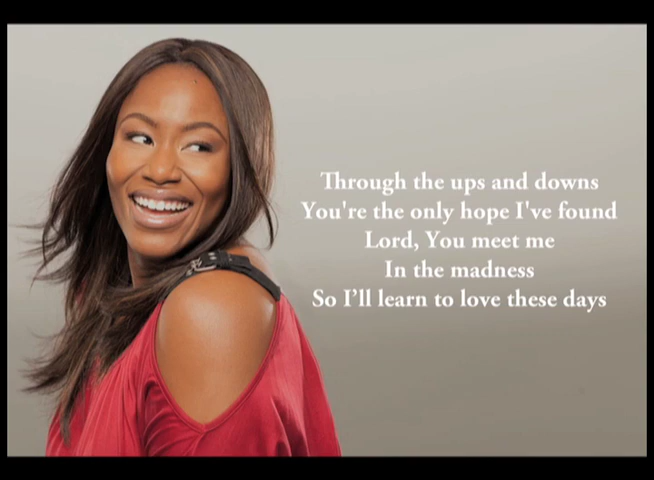 Through the ups and downs
You're the only hope I've found
Lord, You meet me
In the madness
So I’ll learn to love these days